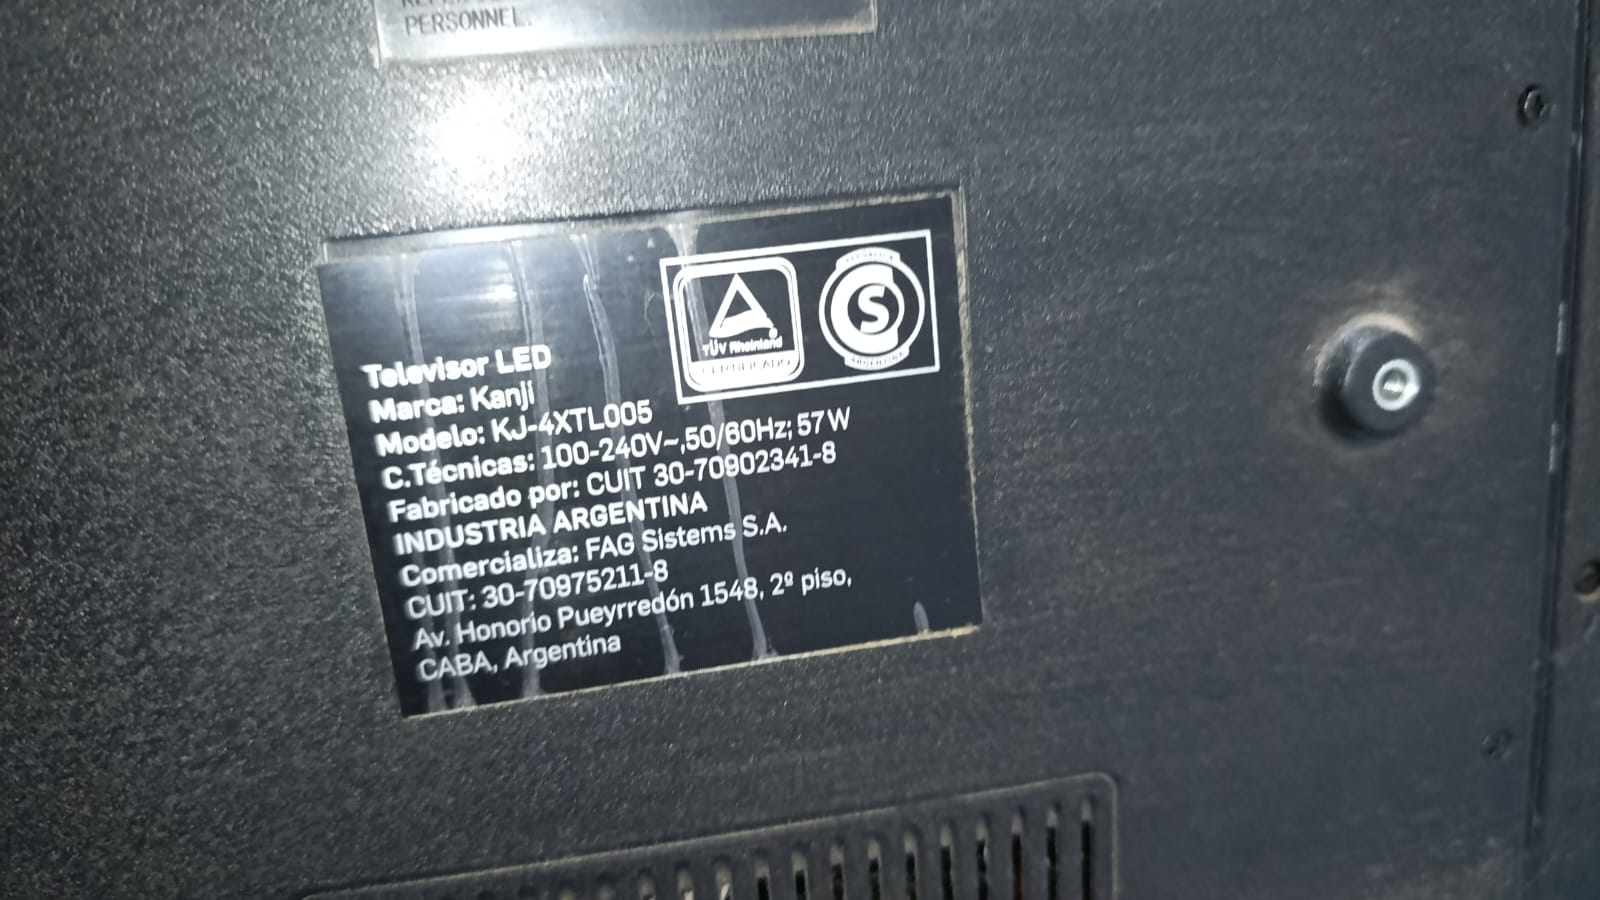 PERSONNEL.
TÜV Rheinland
CERTIFICADO
S
ARGENTINA
Televisor LED
Marca: Kanji
Modelo: KJ-4XTL005
C.Técnicas: 100-240V~,50/60Hz; 57W
Fabricado por: CUIT 30-70902341-8
INDUSTRIA ARGENTINA
Comercializa: FAG Sistems S.A.
CUIT: 30-70975211-8
Av. Honorio Pueyrredón 1548, 2º piso,
CABA, Argentina